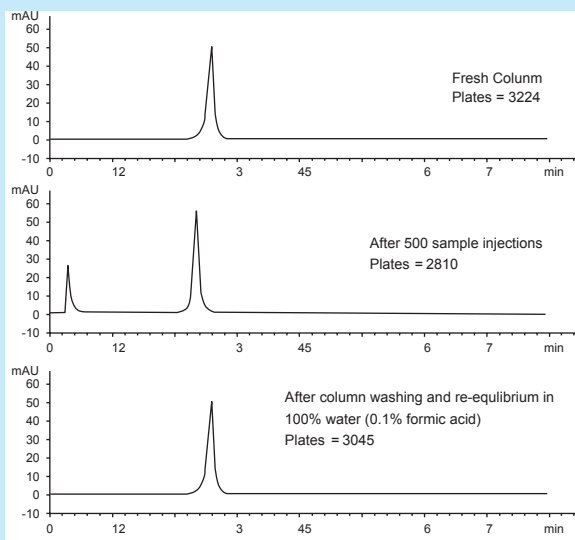 mAU
60
50
40
30
20
10
0
-10
Fresh Colunm
Plates = 3224
0 12 3 45 6 7 min
mAU
60
50
40
30
20
10
0
-10
After 500 sample injections
Plates = 2810
0 12 3 45 6 7 min
mAU
60
50
40
30
20
10
0
-10
After column washing and re-equlibrium in
100% water (0.1% formic acid)
Plates = 3045
0 12 3 45 6 7 min